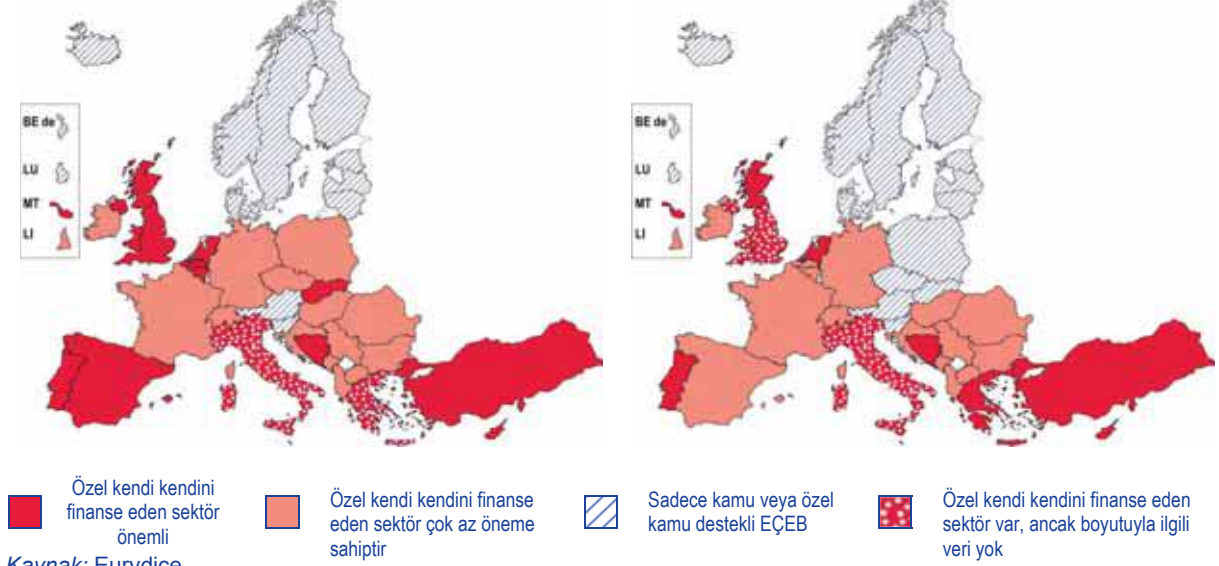 BE de
LU
MT
LI
BE de
LU
MT
LI
Özel kendi kendini
finanse eden sektör
önemli
Özel kendi kendini finanse
eden sektör çok az öneme
sahiptir
Sadece kamu veya özel
kamu destekli EÇEB
Özel kendi kendini finanse eden
sektör var, ancak boyutuyla ilgili
veri yok
Kaynak: Eurydice